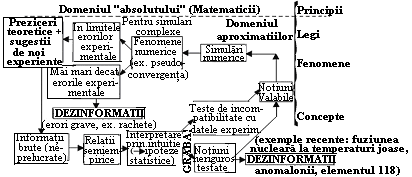 Domeniul "absolutului" (Matematicii)
Principii
Preziceri
teoretice +
sugestii
de noi
experiente
In limitele
erorilor
experi-
mentale
Pentru simulari
complexe
Fenomene
numerice
(ex. pseudo-
convergența)
Domeniul
aproximatiilor
Legi
Simulări
numerice
Fenomene
Mai mari decat
erorile experi-
mentale
Notiuni
Valabile
DEZINFORMATII
(erori grave, ex. rachete)
Teste de incom-
patibilitate cu
datele experim.
Concepte
Informatii
brute (ne-
prelucrate)
Relatii
semiem-
pirice
Interpretare
prin intuitie
(ipoteze
statistice)
GRABA!
Notiuni
neriguros
testate
(exemple recente: fuziunea
nucleară la temperaturi joase,
anomalonii, elementul 118)
DEZINFORMATII